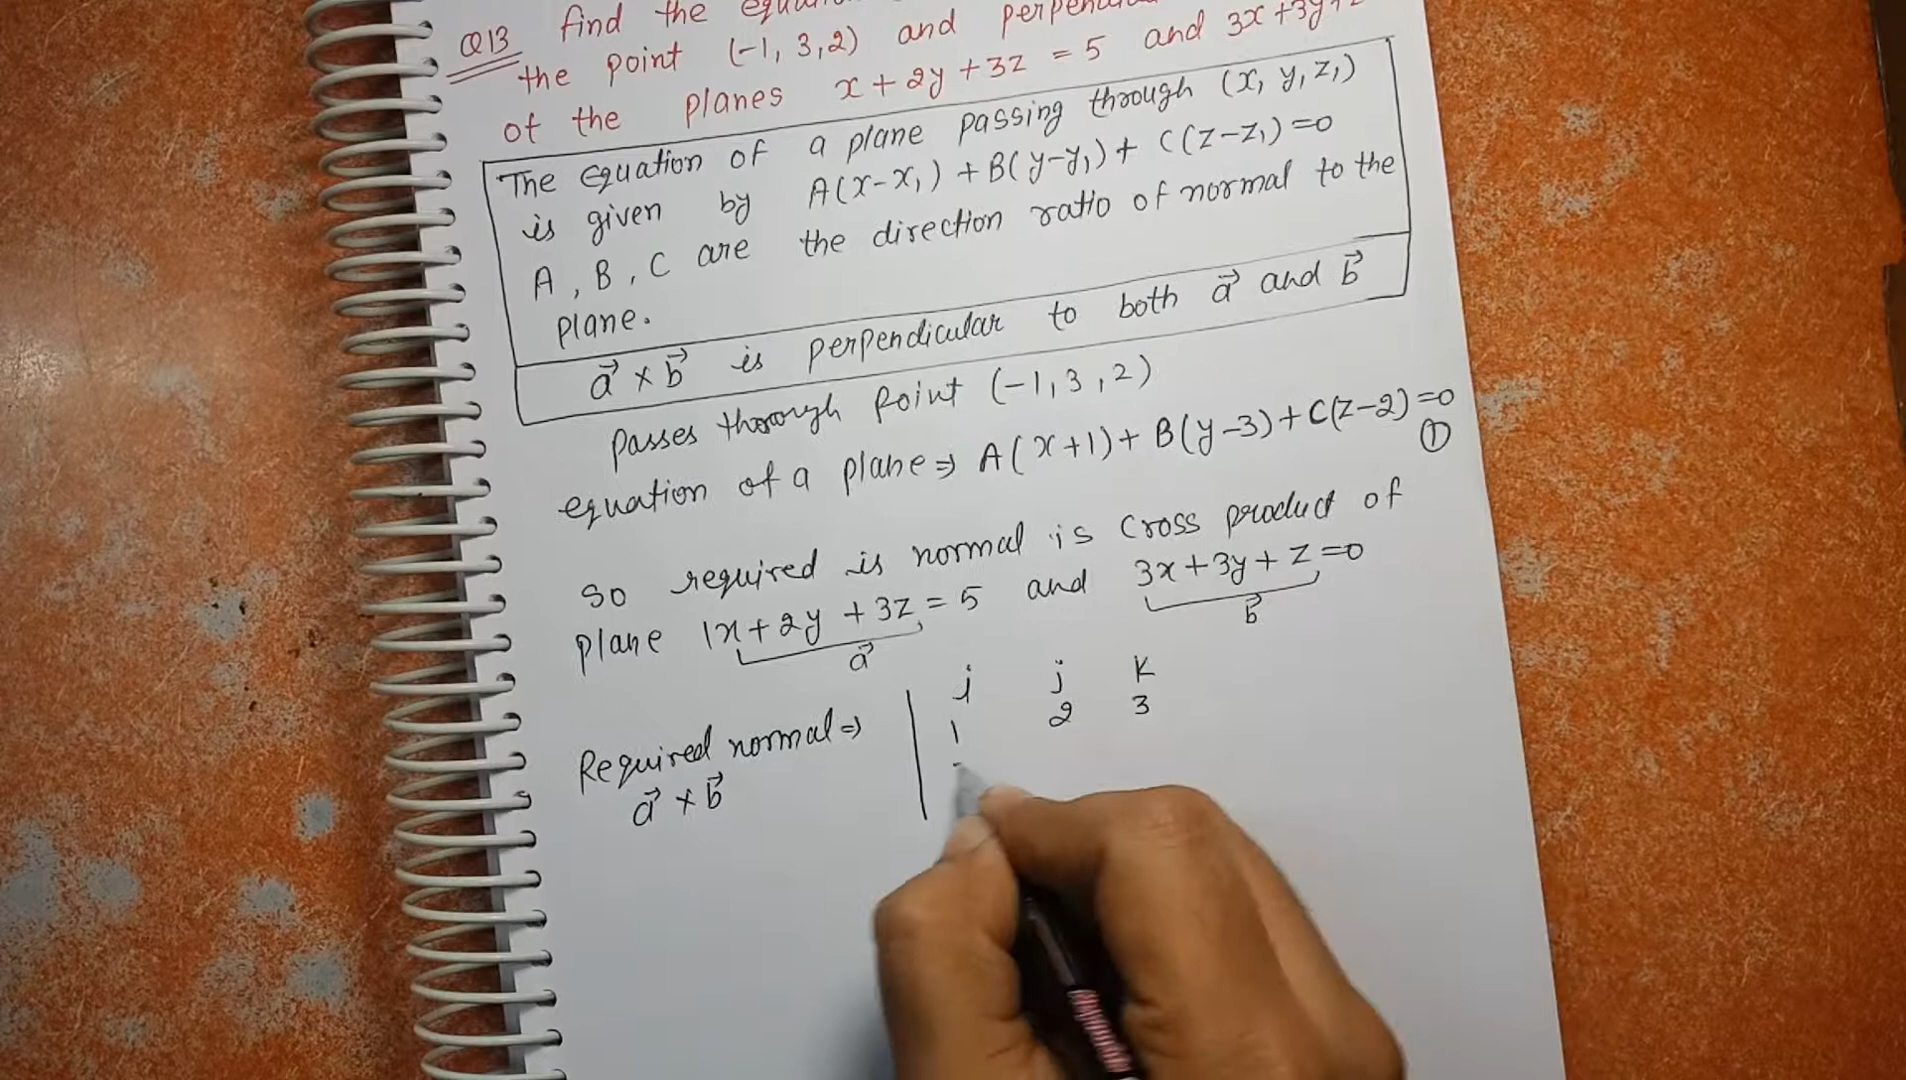 Q13 find the
the point (-1, 3, 2) and
of the planes x + 2y + 3z = 5 and 3x + 3y +
The equation of a plane passing through (x, y, z₁)
is given by A(x-x₁) + B(y-y₁) + C(z-z₁) = 0
A, B, C are the direction ratio of normal to the
plane.
a⃗ × b⃗ is perpendicular to both a⃗ and b⃗
passes through point (-1, 3, 2)
equation of a plane ⇒ A(x+1) + B(y-3) + C(z-2) = 0
①
So required is normal is cross product of
plane 1x + 2y + 3z = 5 and 3x + 3y + z = 0
a⃗ b⃗
i j k
Required normal ⇒ 1 2 3
a⃗ × b⃗